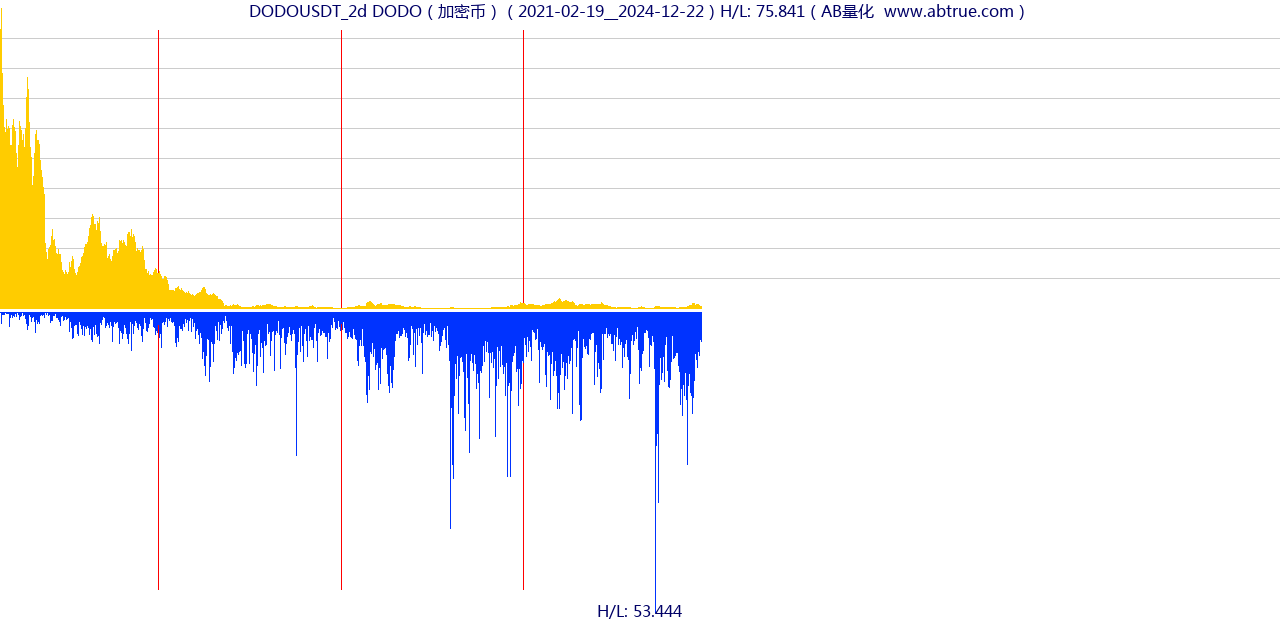 DODOUSDT_2d DODO ( 加密币 ) ( 2021-02-19__2024-12-22 ) H/L: 75.841 ( AB量化  www.abtrue.com )
H/L: 53.444